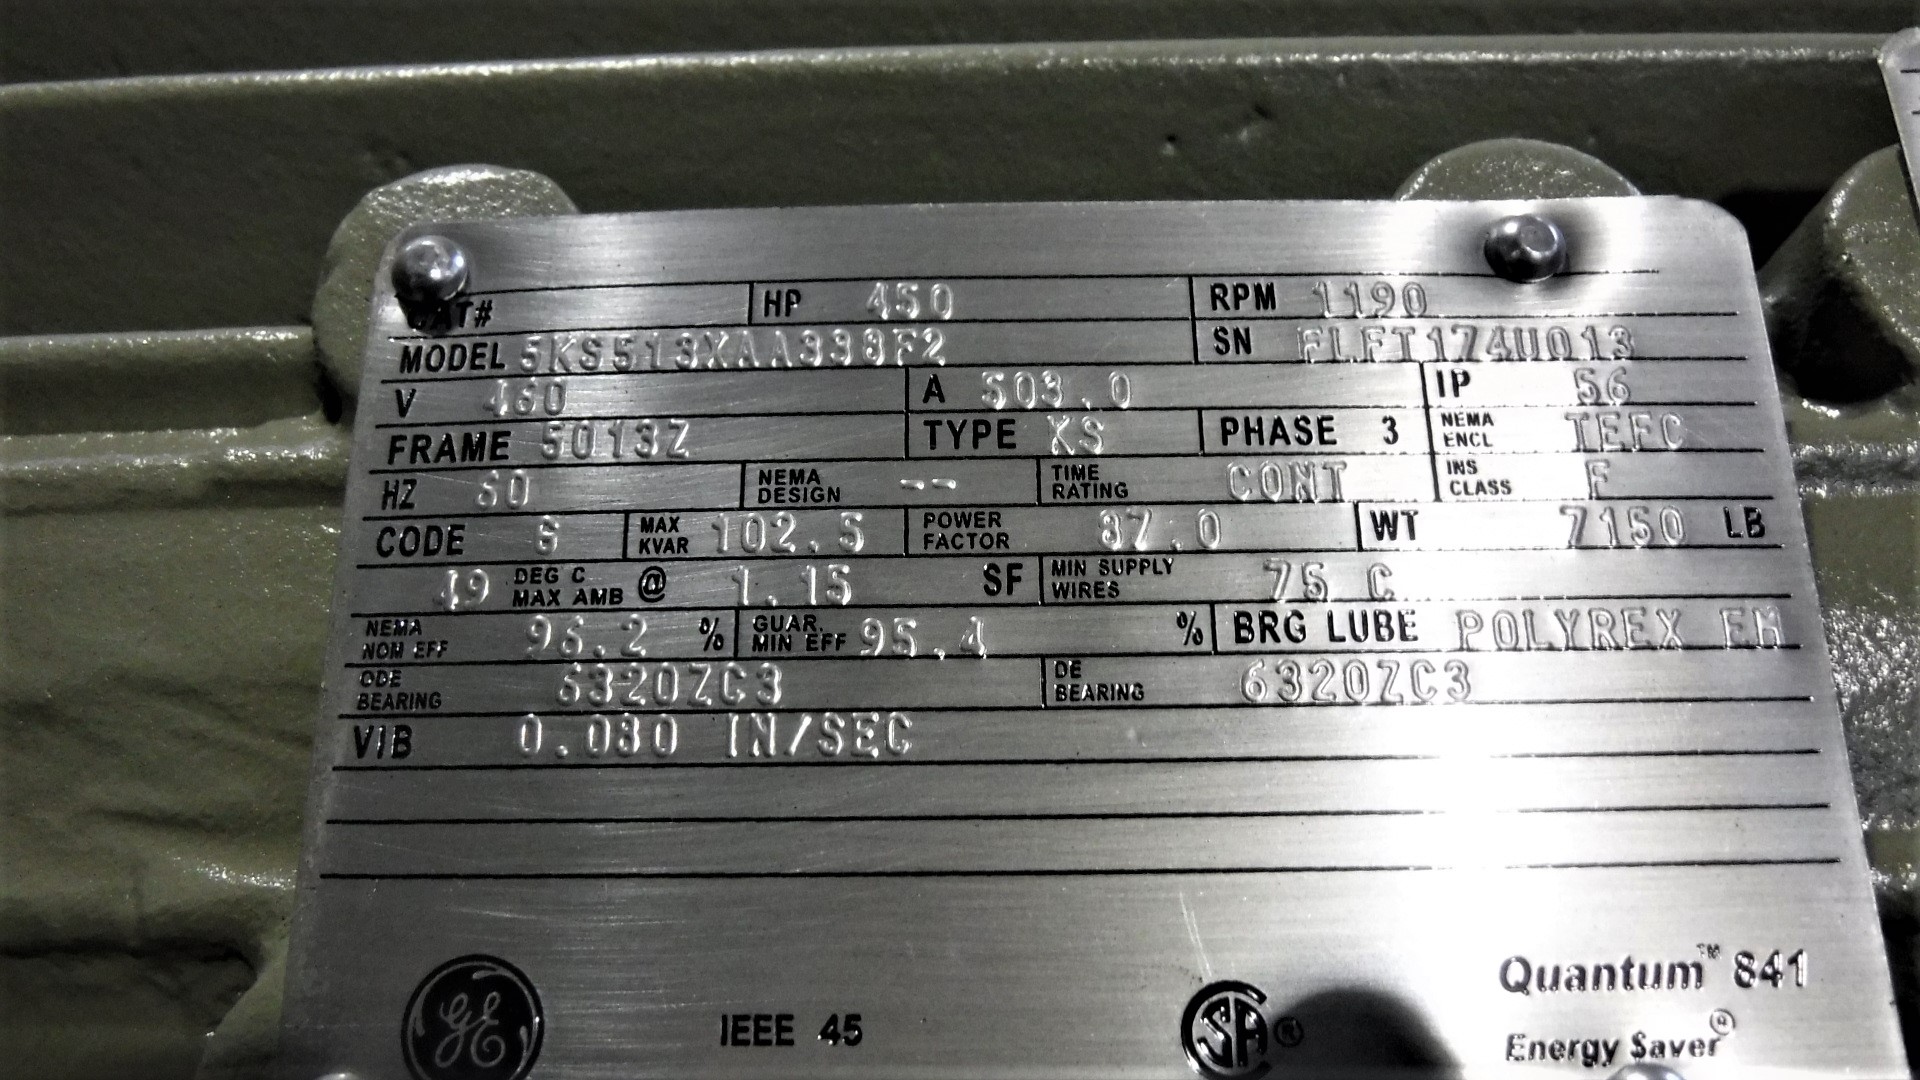 CAT# HP 450 RPM 1190
MODEL 5KS513XAA338F2 SN FLFT174U013
V 460 A 503.0 IP 56
FRAME 5013Z TYPE KS PHASE 3 NEMA ENCL TEFC
HZ 60 NEMA DESIGN -- TIME RATING CONT INS CLASS F
CODE G MAX KVAR 102.5 POWER FACTOR 87.0 WT 7150 LB
49 DEG C MAX AMB @ 1.15 SF MIN SUPPLY WIRES 75 C
NEMA NOM EFF 96.2 % GUAR. MIN EFF 95.4 % BRG LUBE POLYREX EM
ODE BEARING 6320ZC3 DE BEARING 6320ZC3
VIB 0.080 IN/SEC
GE IEEE 45 SA® Quantum™ 841
Energy $aver®